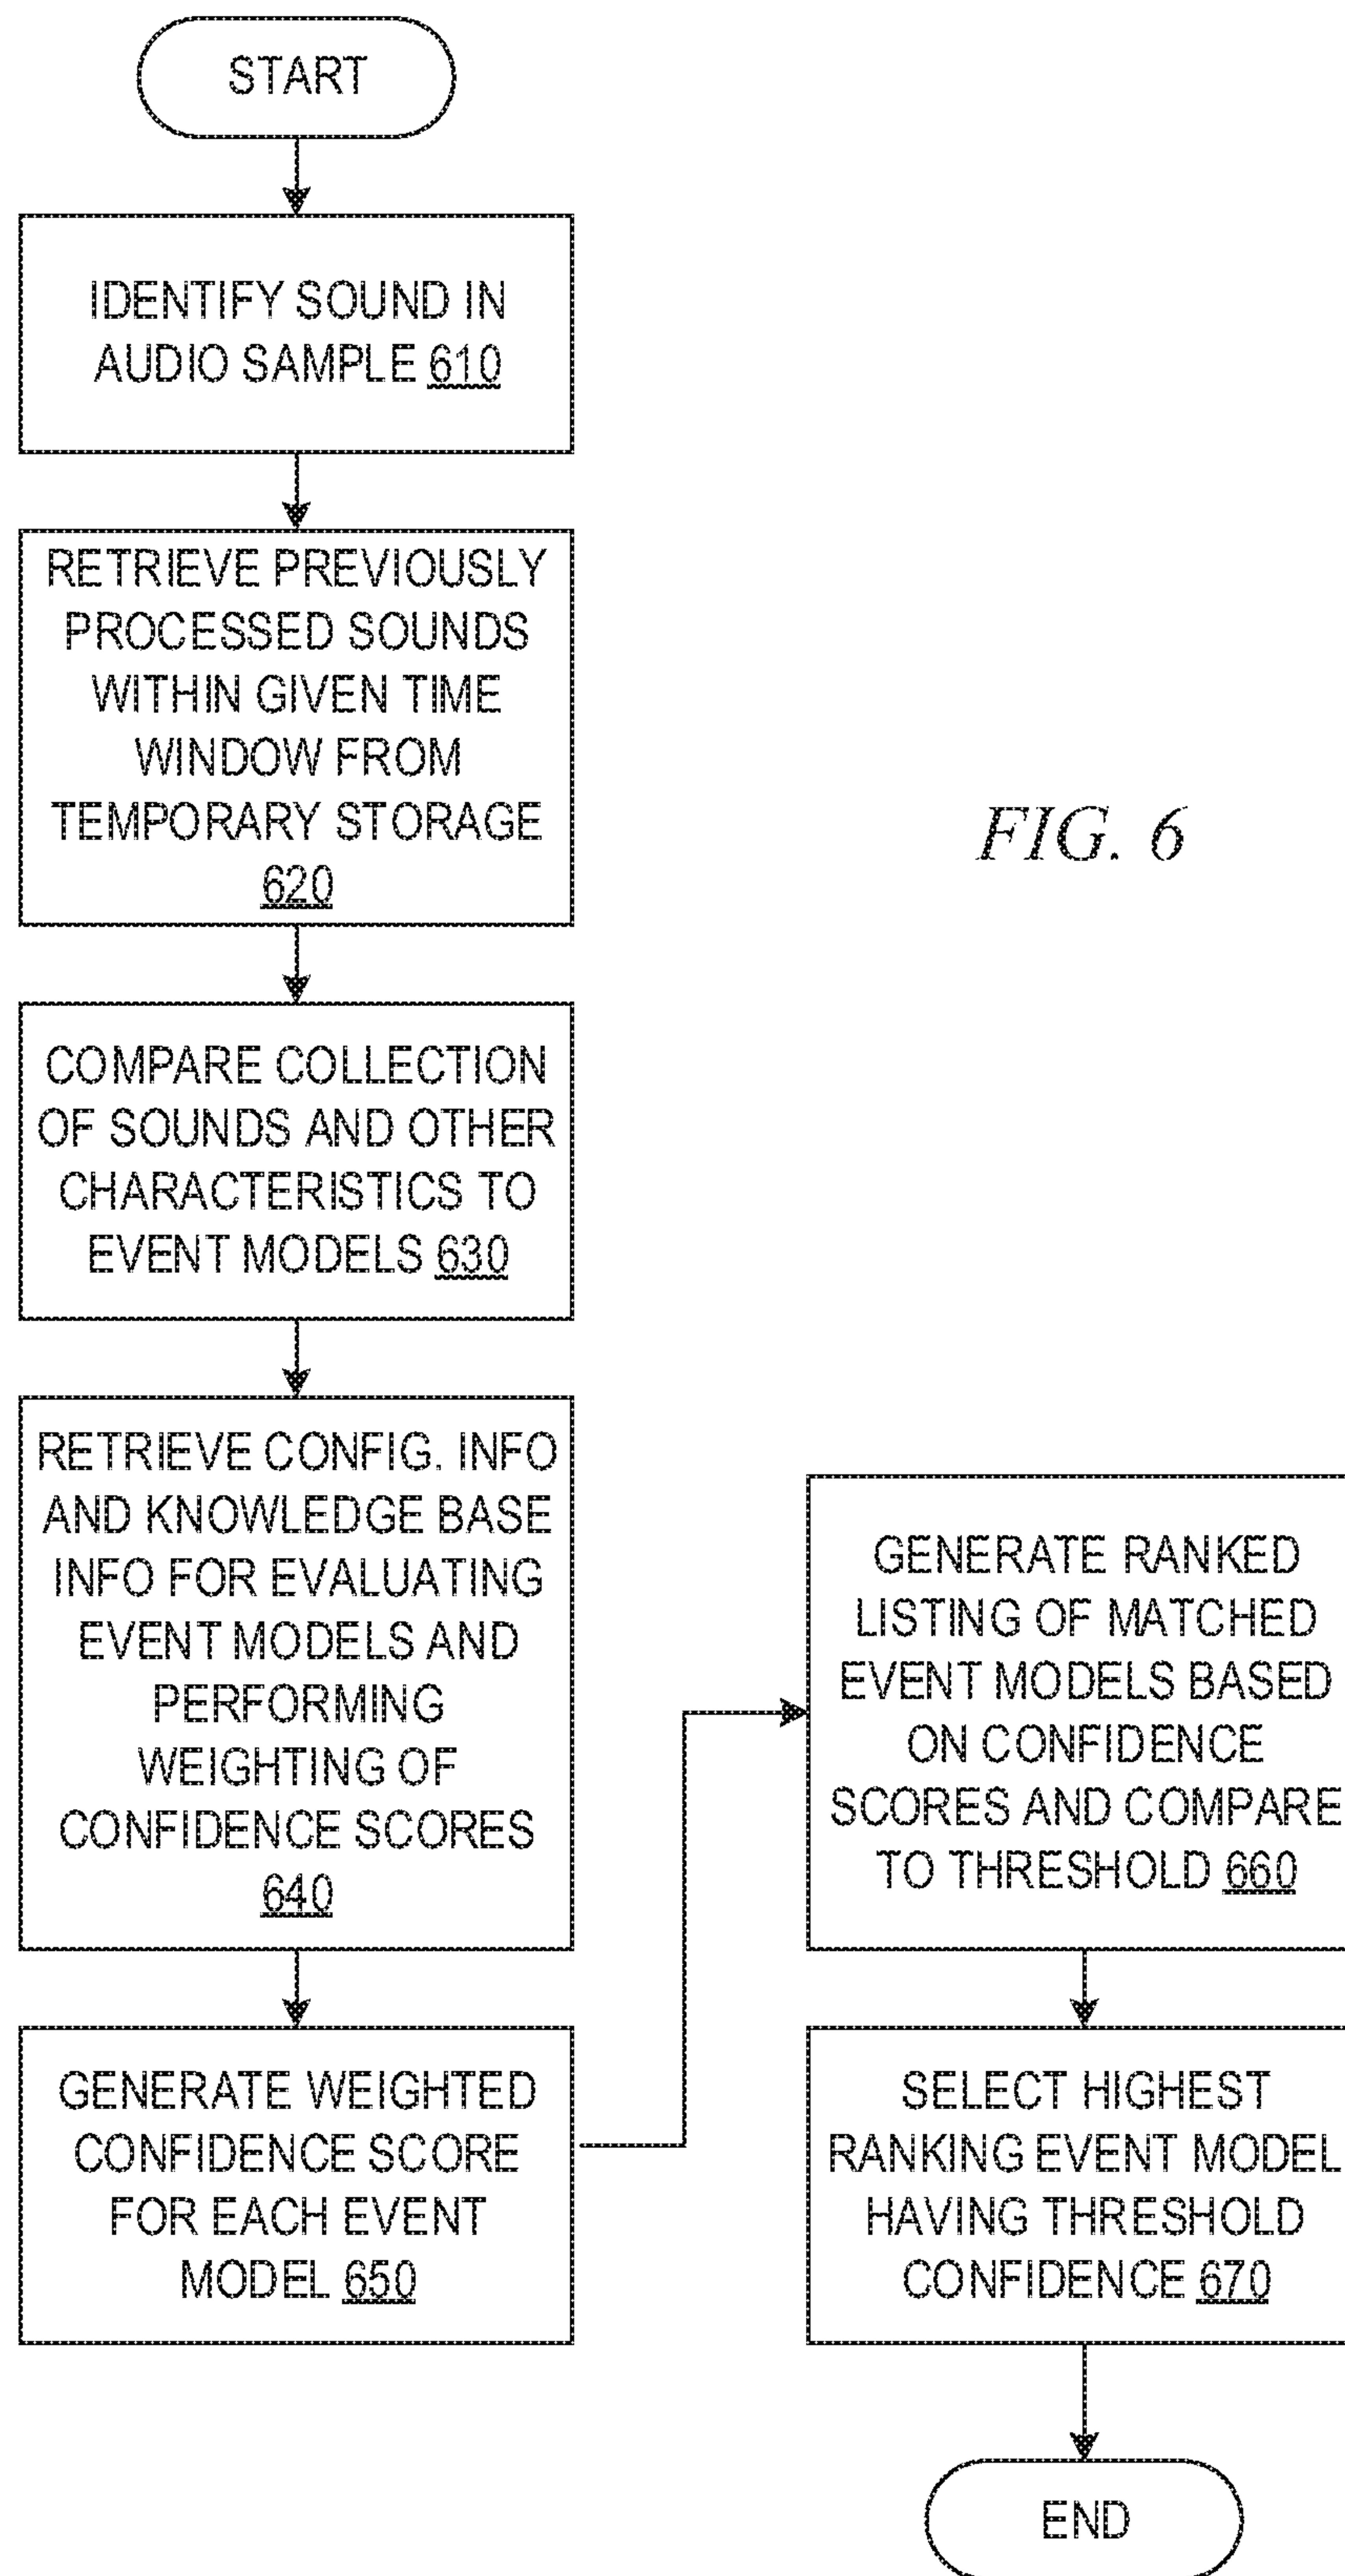 START
IDENTIFY SOUND IN
AUDIO SAMPLE 610
RETRIEVE PREVIOUSLY
PROCESSED SOUNDS
WITHIN GIVEN TIME
WINDOW FROM
TEMPORARY STORAGE
620
COMPARE COLLECTION
OF SOUNDS AND OTHER
CHARACTERISTICS TO
EVENT MODELS 630
RETRIEVE CONFIG. INFO
AND KNOWLEDGE BASE
INFO FOR EVALUATING
EVENT MODELS AND
PERFORMING
WEIGHTING OF
CONFIDENCE SCORES
640
GENERATE WEIGHTED
CONFIDENCE SCORE
FOR EACH EVENT
MODEL 650
GENERATE RANKED
LISTING OF MATCHED
EVENT MODELS BASED
ON CONFIDENCE
SCORES AND COMPARE
TO THRESHOLD 660
SELECT HIGHEST
RANKING EVENT MODEL
HAVING THRESHOLD
CONFIDENCE 670
END
FIG. 6